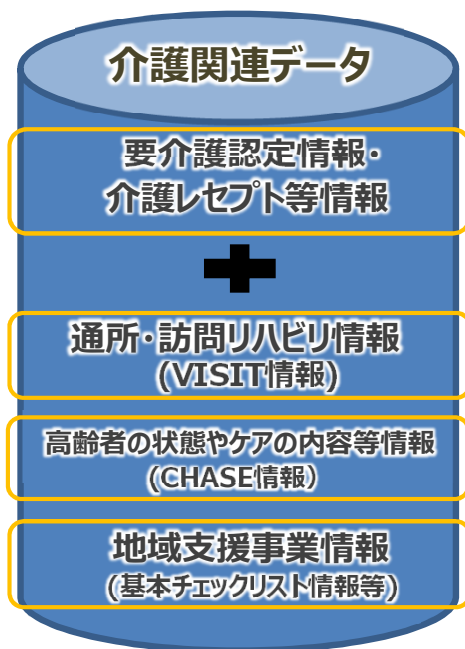 介護関連データ
要介護認定情報・
介護レセプト等情報
通所・訪問リハビリ情報
(VISIT情報)
高齢者の状態やケアの内容等情報
(CHASE情報）
地域支援事業情報
(基本チェックリスト情報等)